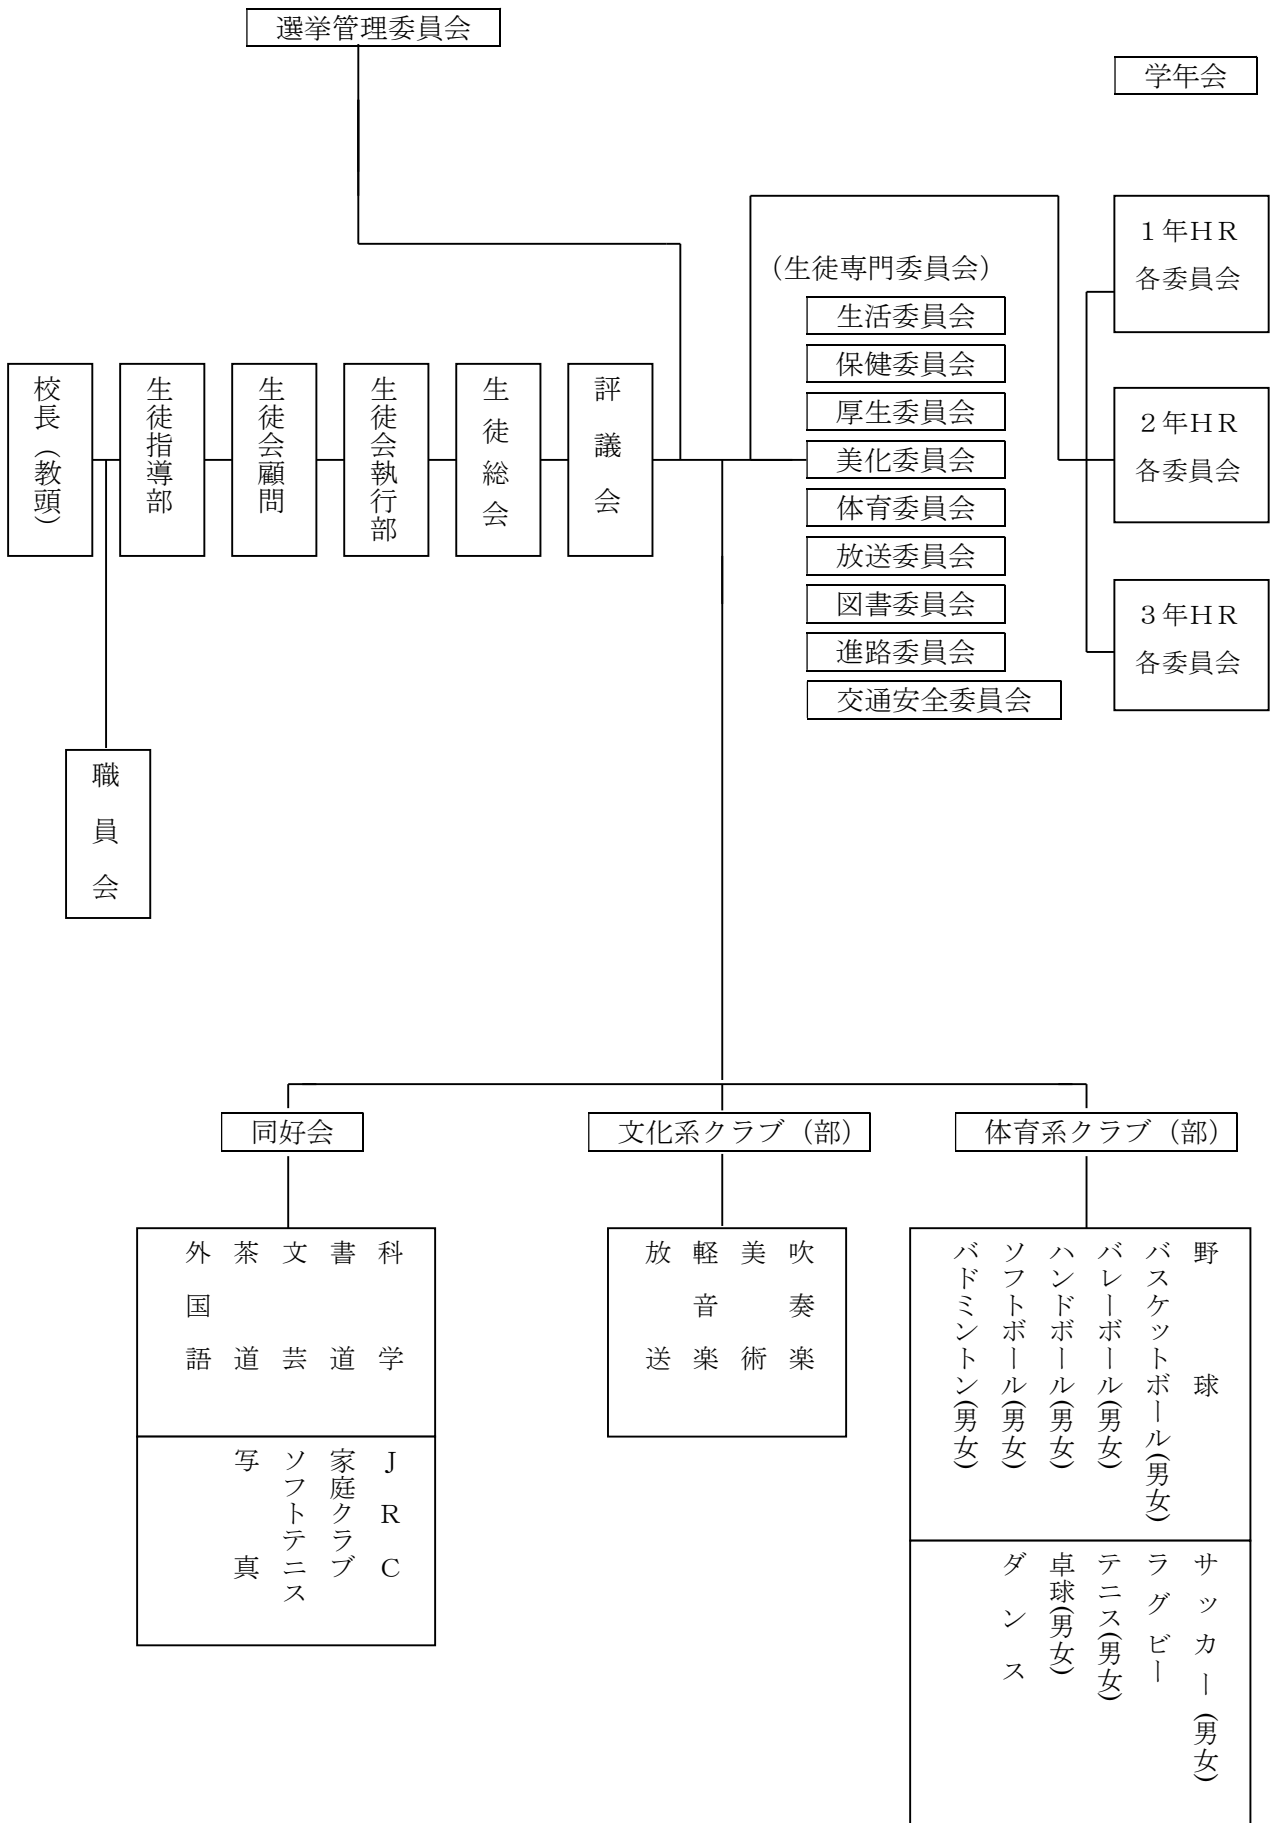 選挙管理委員会
学年会
1年HR
各委員会
(生徒専門委員会)
生活委員会
保健委員会
厚生委員会
美化委員会
体育委員会
放送委員会
図書委員会
進路委員会
交通安全委員会
2年HR
各委員会
3年HR
各委員会
校長(教頭)
生徒指導部
生徒会顧問
生徒会執行部
生徒総会
評議会
職員会
同好会
文化系クラブ(部)
体育系クラブ(部)
科学
書道
文芸
茶道
外国語
JRC
家庭クラブ
ソフトテニス
写真
吹奏楽
美術
軽音楽
放送
野球
バスケットボール(男女)
バレーボール(男女)
ハンドボール(男女)
ソフトボール(男女)
バドミントン(男女)
サッカー(男女)
ラグビー
テニス(男女)
卓球(男女)
ダンス